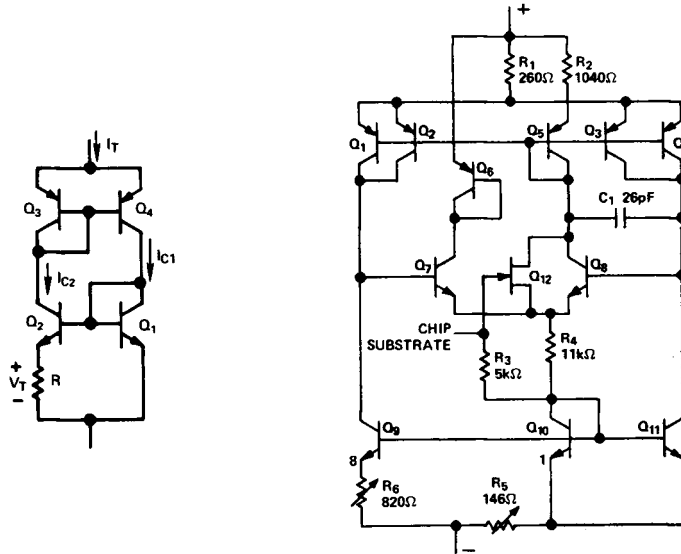 I_T
Q3
Q4
I_C1
I_C2
Q2
Q1
+
V_T
−
R
+
R1
260Ω
R2
1040Ω
Q1
Q2
Q5
Q3
Q6
C1 26pF
Q7
Q12
Q8
CHIP
SUBSTRATE
R3
5kΩ
R4
11kΩ
Q9
Q10
Q11
8
1
R6
820Ω
R5
146Ω
−